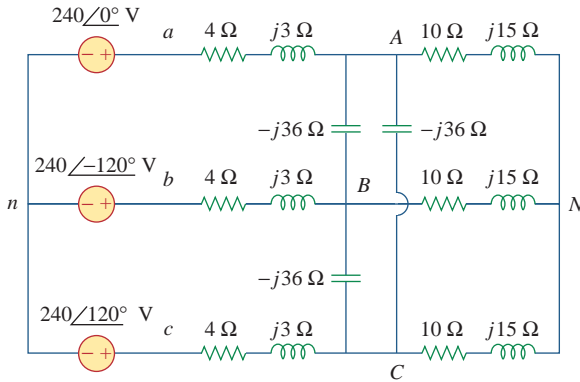 240/0° V a 4 Ω j3 Ω A 10 Ω j15 Ω
− +
−j36 Ω −j36 Ω
240/−120° V b 4 Ω j3 Ω B 10 Ω j15 Ω
n − + N
−j36 Ω
240/120° V c 4 Ω j3 Ω 10 Ω j15 Ω
− +
C